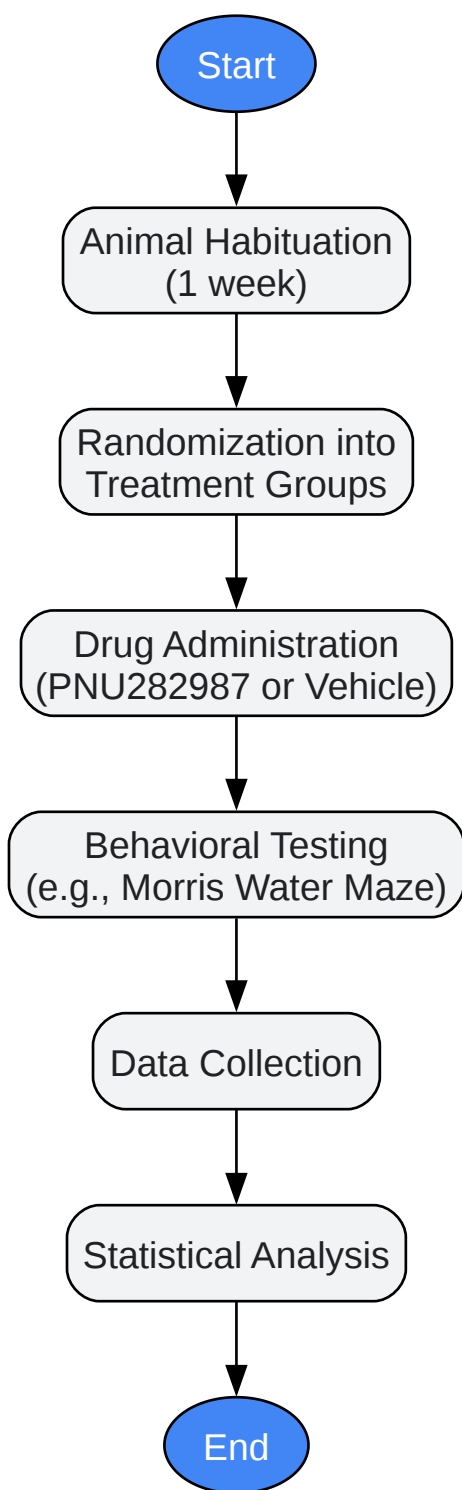 Start
Animal Habituation
(1 week)
Randomization into
Treatment Groups
Drug Administration
(PNU282987 or Vehicle)
Behavioral Testing
(e.g., Morris Water Maze)
Data Collection
Statistical Analysis
End